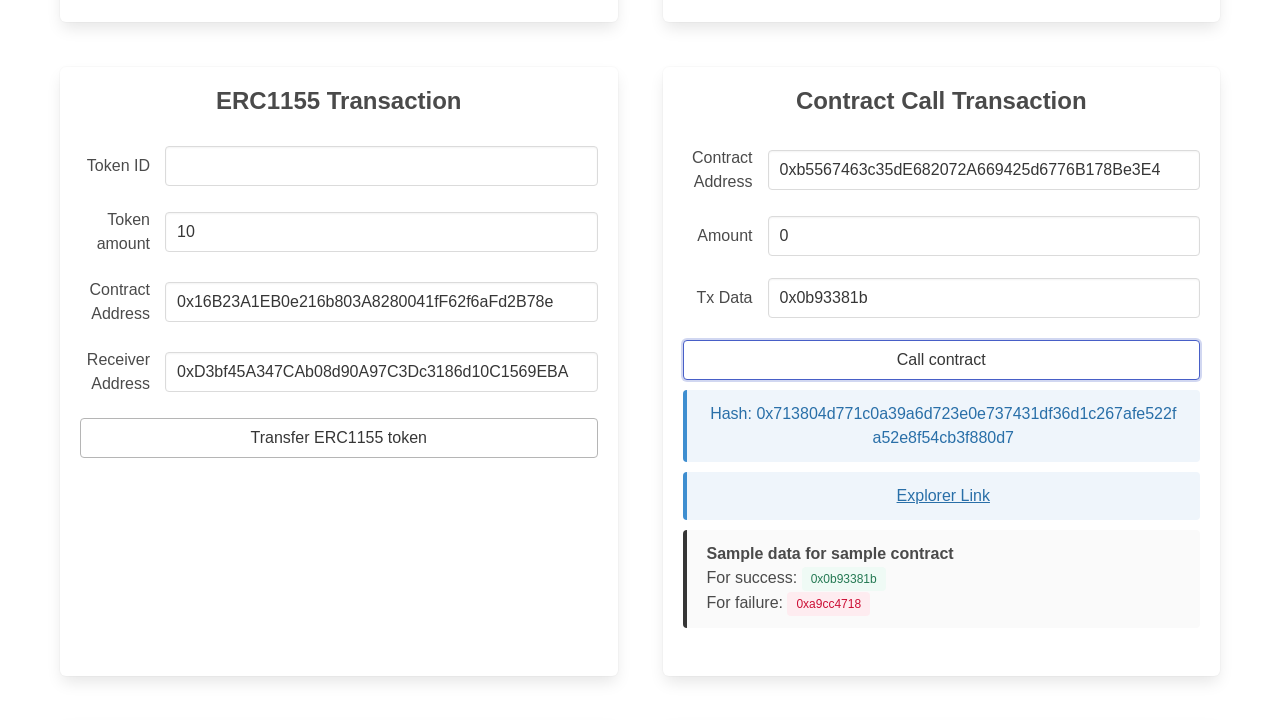 ERC1155 Transaction
Token ID
Token
amount
10
Contract
Address
0x16B23A1EB0e216b803A8280041fF62f6aFd2B78e
Receiver
Address
0xD3bf45A347CAb08d90A97C3Dc3186d10C1569EBA
Transfer ERC1155 token
Contract Call Transaction
Contract
Address
0xb5567463c35dE682072A669425d6776B178Be3E4
Amount
0
Tx Data
0x0b93381b
Call contract
Hash: 0x713804d771c0a39a6d723e0e737431df36d1c267afe522f
a52e8f54cb3f880d7
Explorer Link
Sample data for sample contract
For success: 0x0b93381b
For failure: 0xa9cc4718